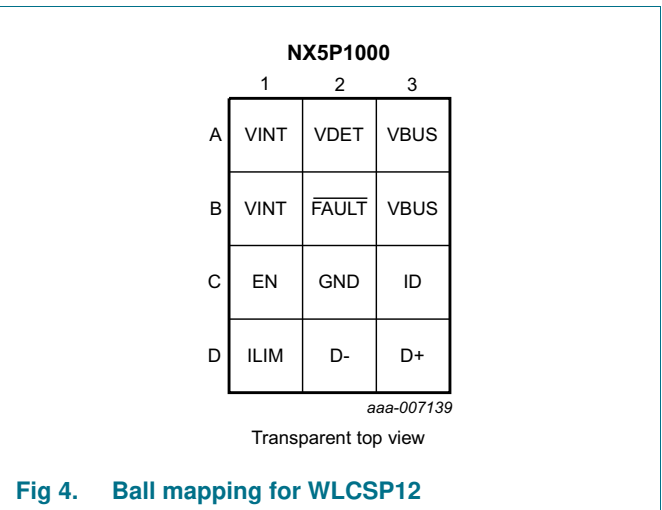 NX5P1000
1 2 3
A VINT VDET VBUS
B VINT F̅A̅U̅L̅T̅ VBUS
C EN GND ID
D ILIM D- D+
aaa-007139
Transparent top view
Fig 4. Ball mapping for WLCSP12